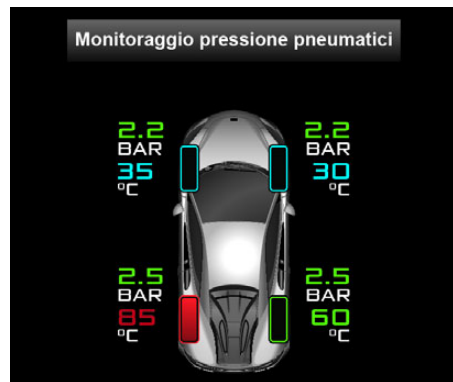 Monitoraggio pressione pneumatici
2.2 2.2
BAR BAR
35 30
°C °C
2.5 2.5
BAR BAR
85 60
°C °C